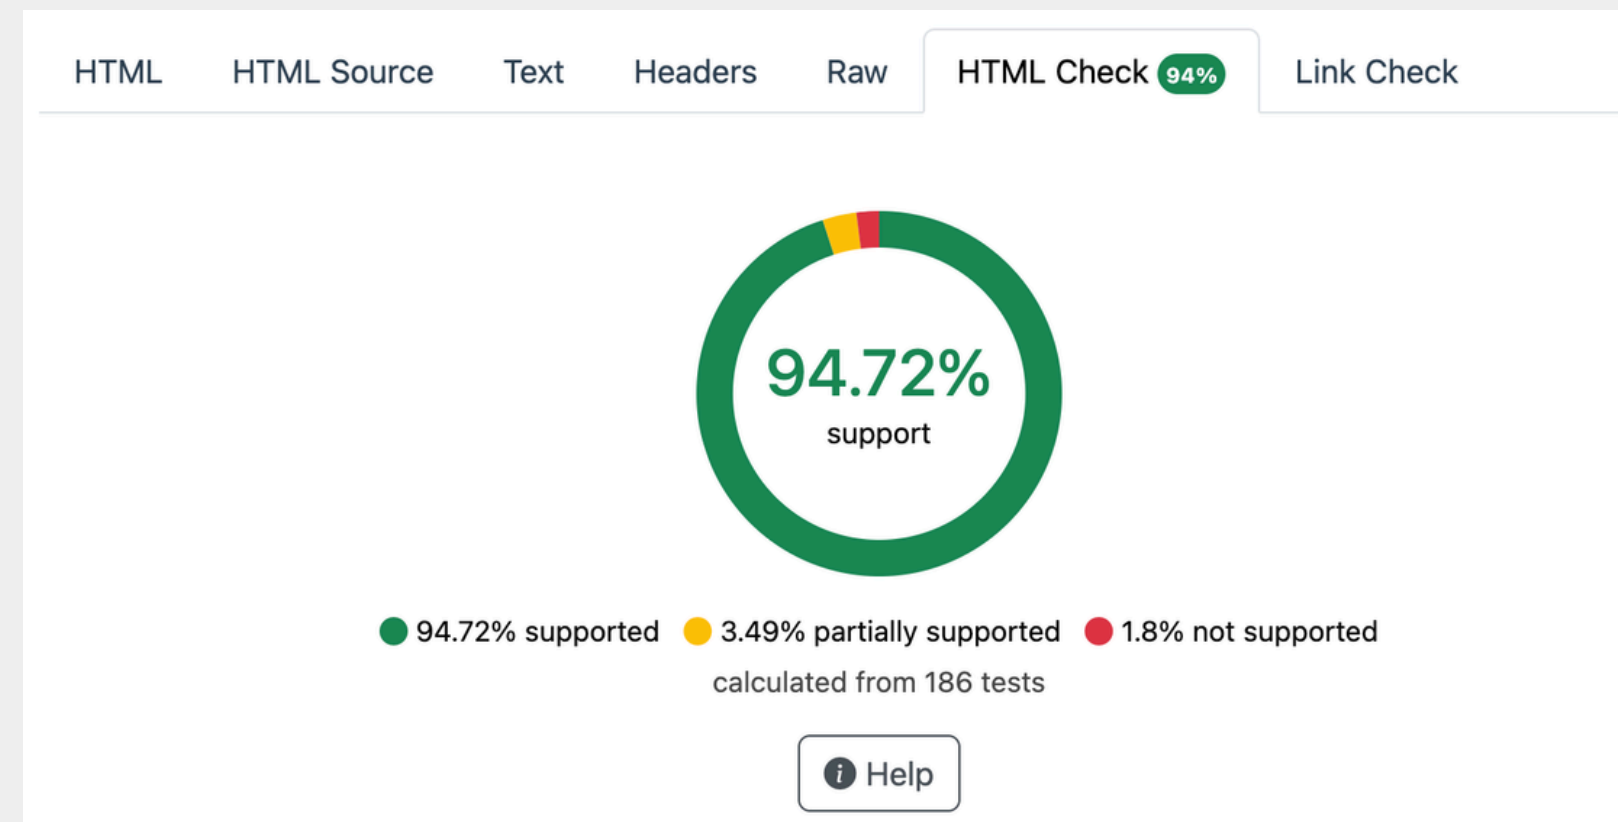 HTML HTML Source Text Headers Raw HTML Check 94% Link Check
94.72%
support
94.72% supported 3.49% partially supported 1.8% not supported
calculated from 186 tests
Help